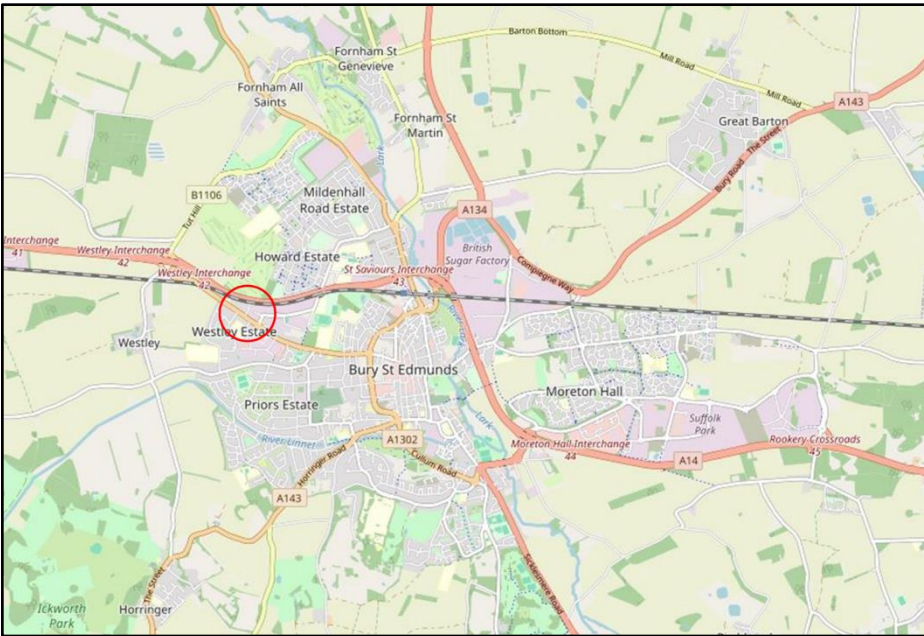 Barton Bottom
Fornham St
Genevieve
Mill Road
Fornham All
Saints
Mill Road
A143
Great Barton
Fornham St
Martin
Lark
Bury Road
The Street
B1106
Mildenhall
Road Estate
Tut Hill
A134
Interchange
41
Westley Interchange
42
British
Sugar Factory
Howard Estate
Compiegne Way
St Saviours Interchange
43
Westley Interchange
42
Westley Estate
Westley
Bury St Edmunds
Moreton Hall
Priors Estate
Lark
Suffolk
Park
River Linnet
A1302
Moreton Hall Interchange
44
Rookery Crossroads
45
Cullum Road
A14
Horringer Road
A143
Sicklesmere Road
The Street
Ickworth
Park
Horringer